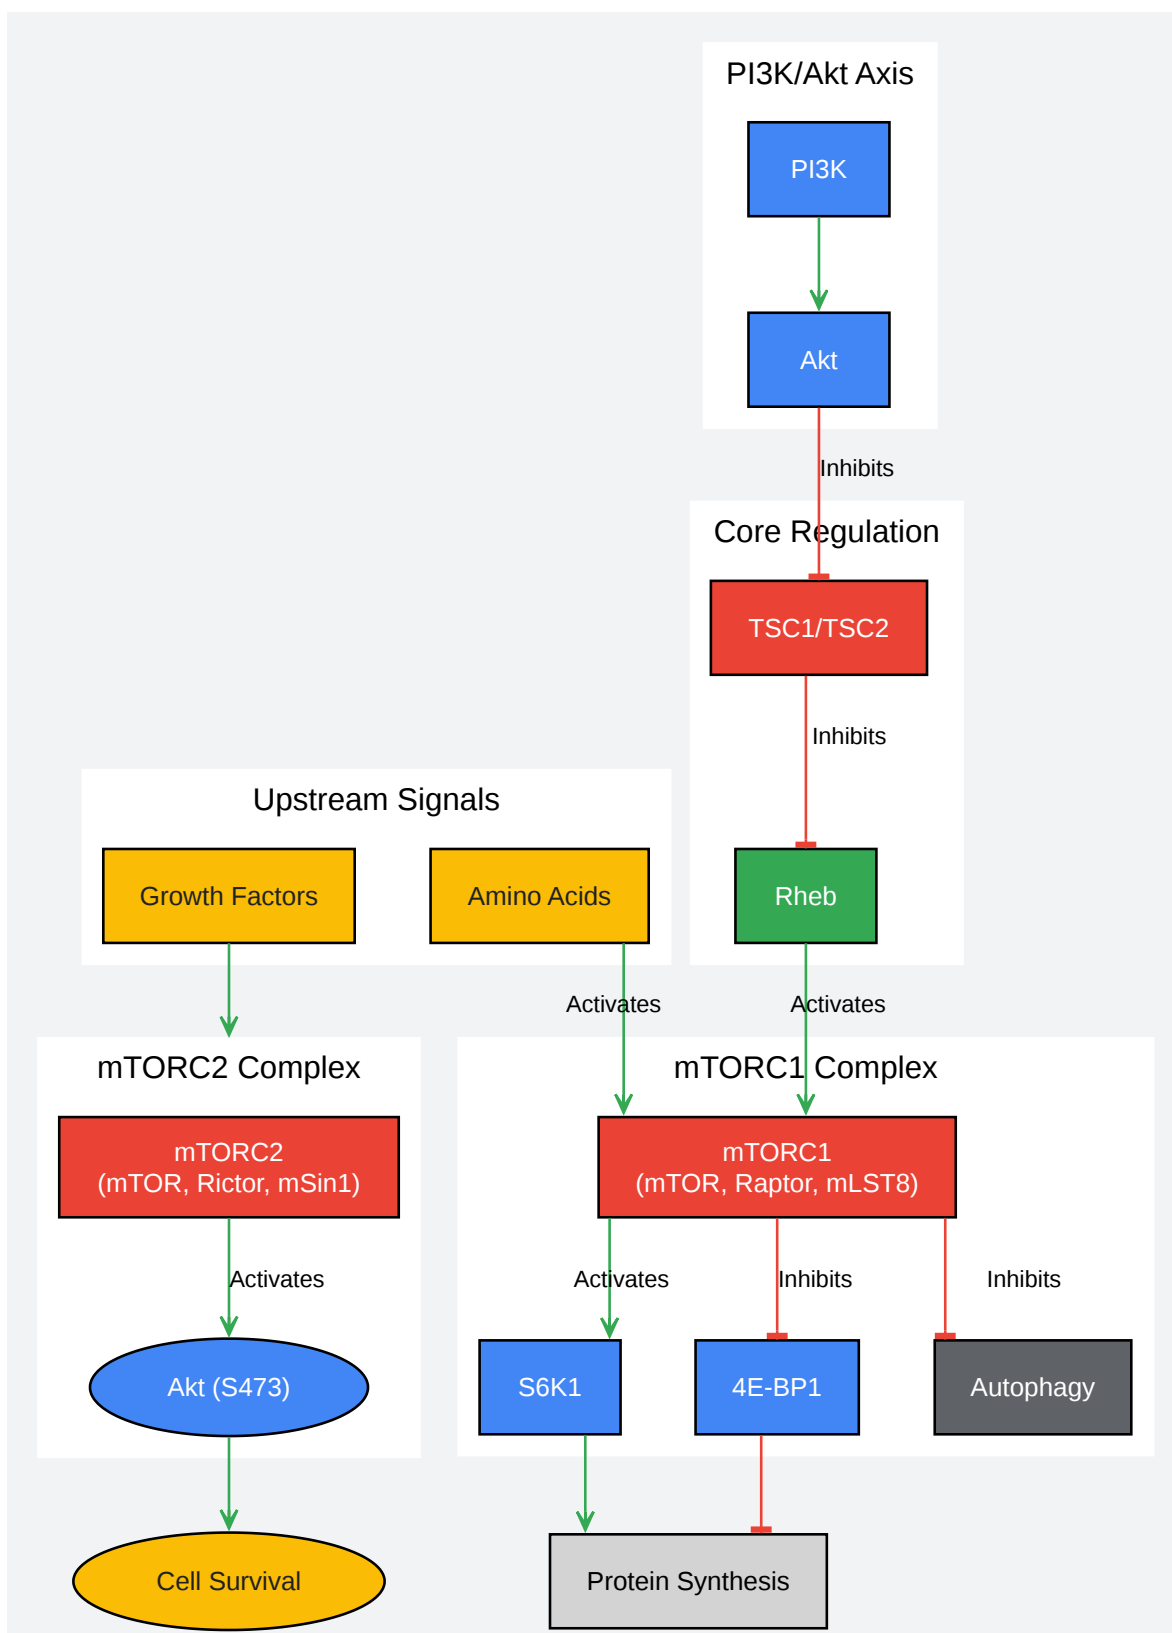 PI3K/Akt Axis
PI3K
Akt
Inhibits
Core Regulation
TSC1/TSC2
Inhibits
Upstream Signals
Growth Factors
Amino Acids
Rheb
Activates
Activates
mTORC2 Complex
mTORC1 Complex
mTORC2
(mTOR, Rictor, mSin1)
mTORC1
(mTOR, Raptor, mLST8)
Activates
Activates
Inhibits
Inhibits
Akt (S473)
S6K1
4E-BP1
Autophagy
Cell Survival
Protein Synthesis